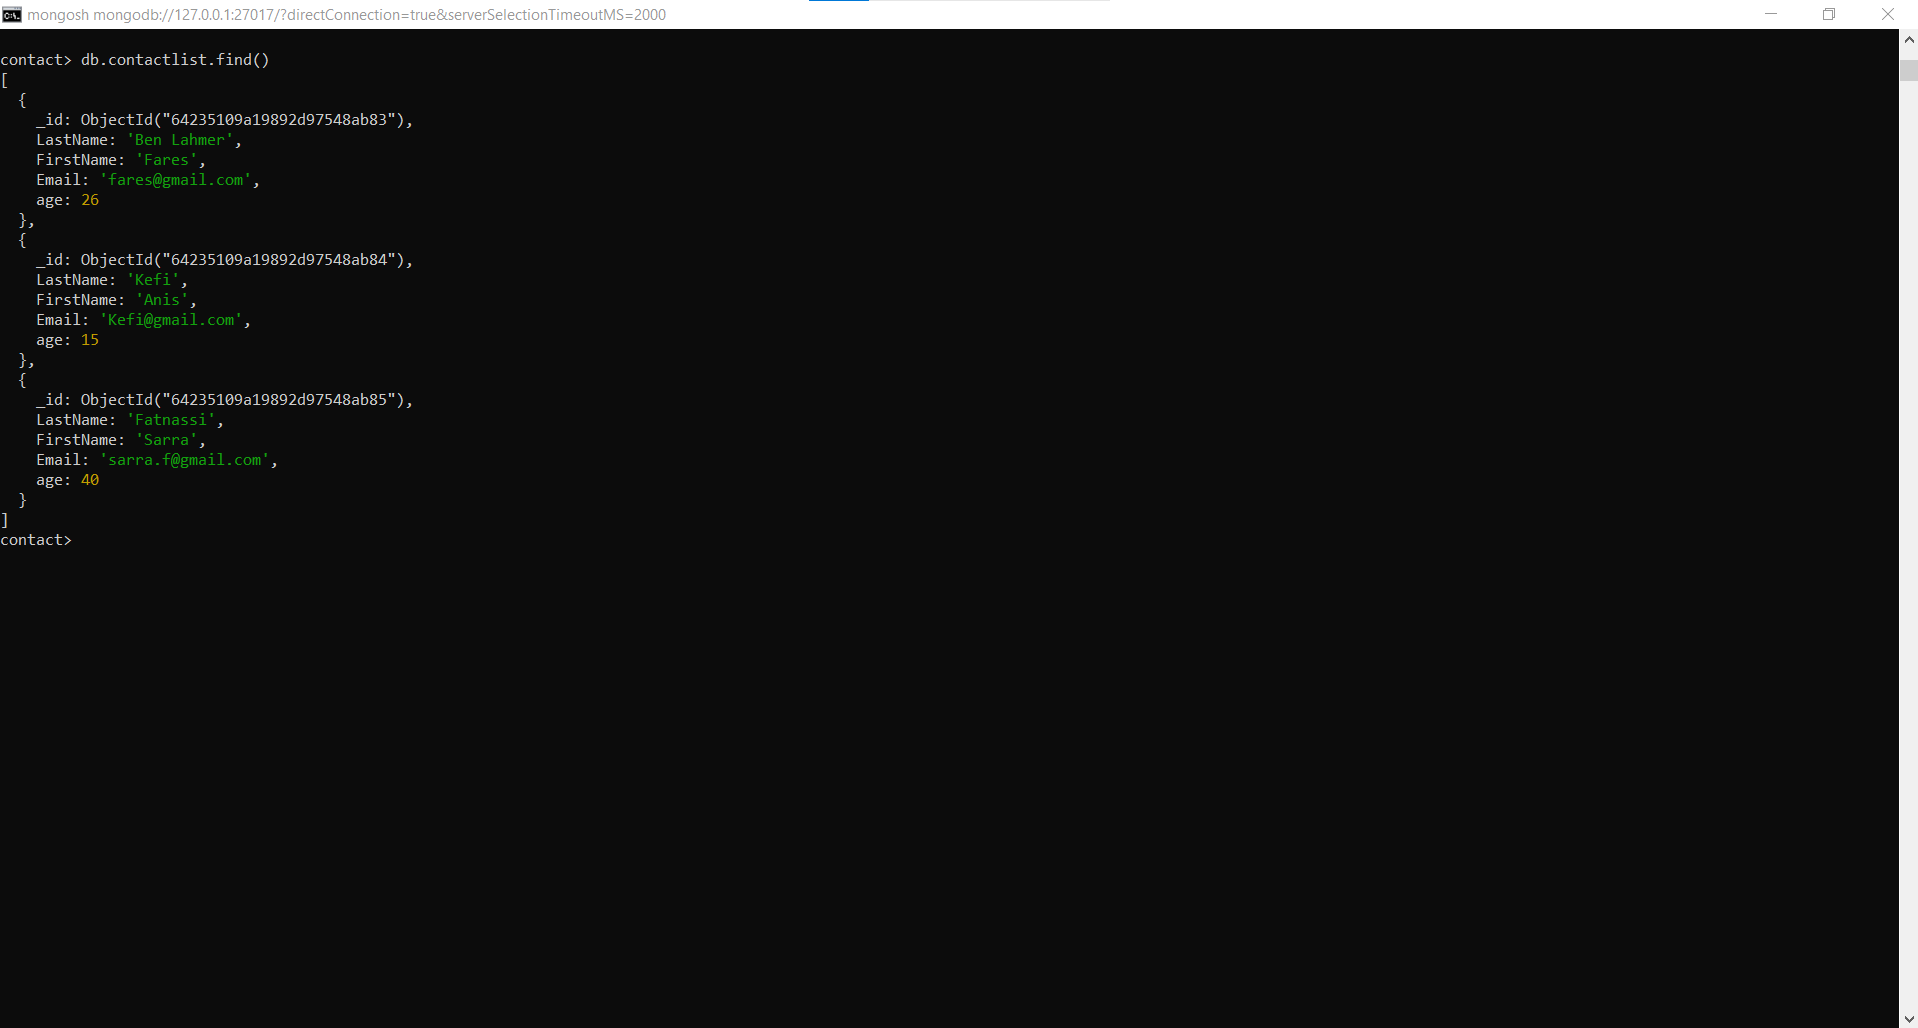 mongosh mongodb://127.0.0.1:27017/?directConnection=true&serverSelectionTimeoutMS=2000
contact> db.contactlist.find()
[
  {
    _id: ObjectId("64235109a19892d97548ab83"),
    LastName: 'Ben Lahmer',
    FirstName: 'Fares',
    Email: 'fares@gmail.com',
    age: 26
  },
  {
    _id: ObjectId("64235109a19892d97548ab84"),
    LastName: 'Kefi',
    FirstName: 'Anis',
    Email: 'Kefi@gmail.com',
    age: 15
  },
  {
    _id: ObjectId("64235109a19892d97548ab85"),
    LastName: 'Fatnassi',
    FirstName: 'Sarra',
    Email: 'sarra.f@gmail.com',
    age: 40
  }
]
contact>